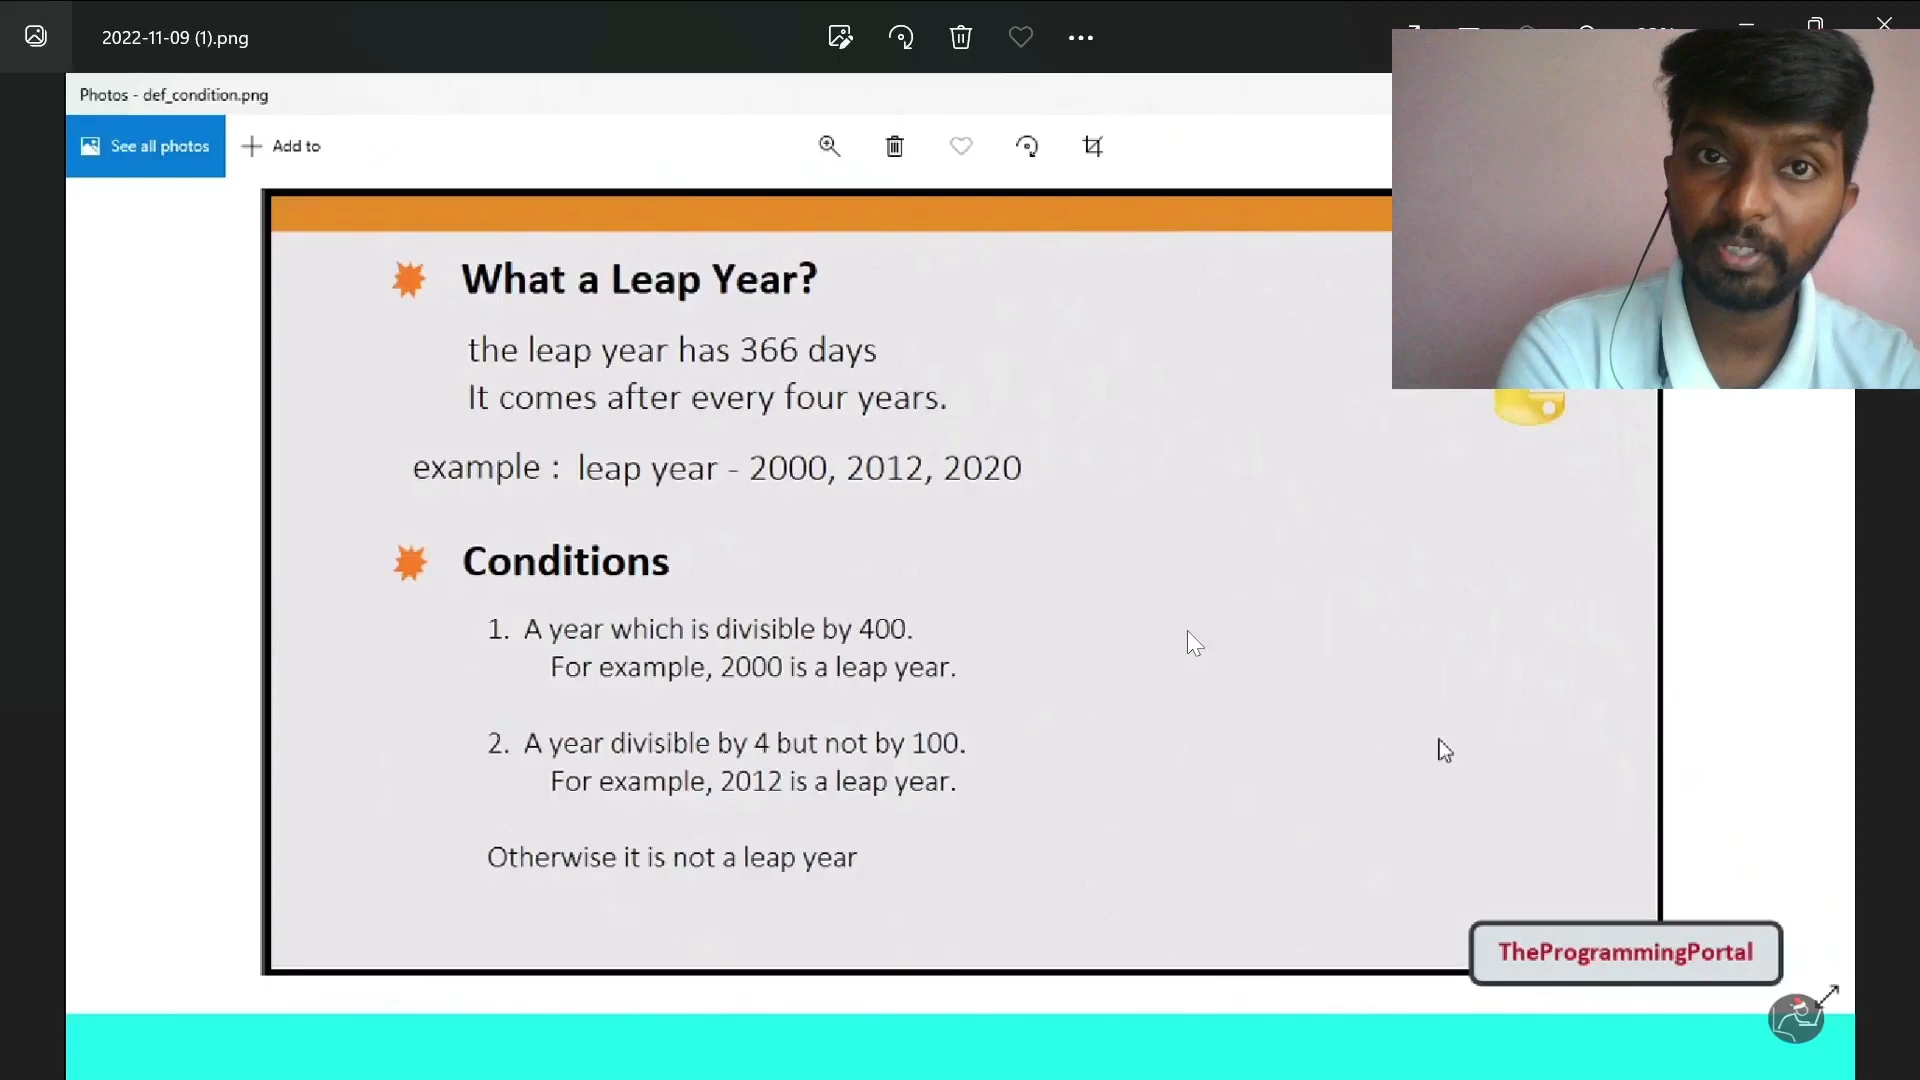 2022-11-09 (1).png
Photos - def_condition.png
See all photos
Add to
What a Leap Year?
the leap year has 366 days
It comes after every four years.
example : leap year - 2000, 2012, 2020
Conditions
1. A year which is divisible by 400.
For example, 2000 is a leap year.
2. A year divisible by 4 but not by 100.
For example, 2012 is a leap year.
Otherwise it is not a leap year
TheProgrammingPortal